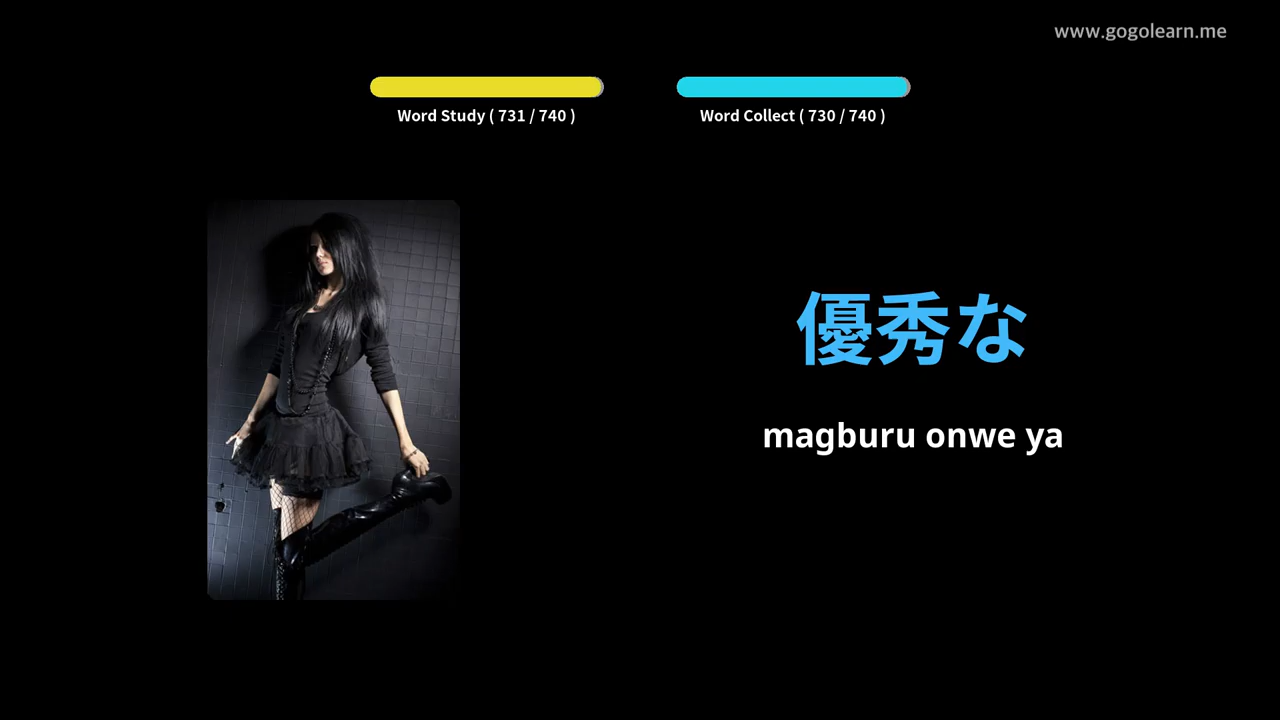 www.gogolearn.me
Word Study ( 731 / 740 )
Word Collect ( 730 / 740 )
優秀な
magburu onwe ya